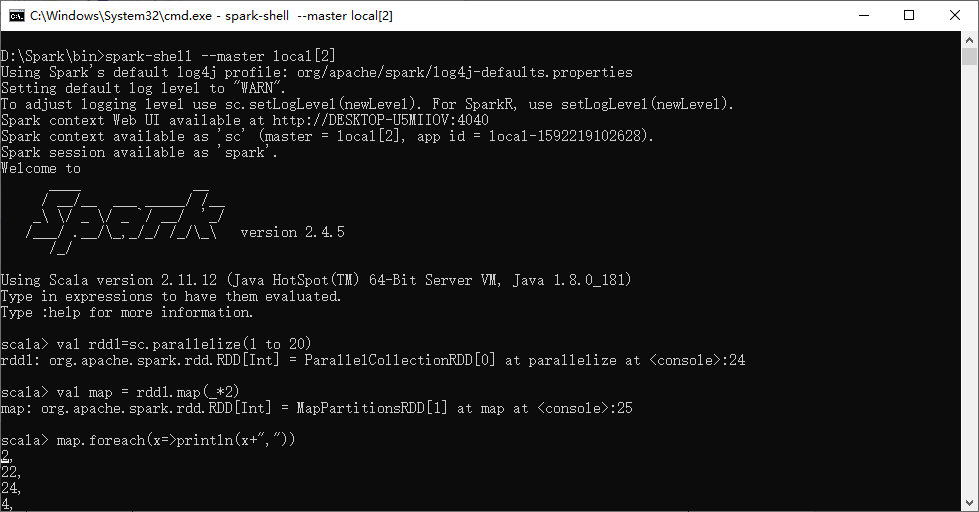 C:\Windows\System32\cmd.exe - spark-shell  --master local[2]
D:\Spark\bin>spark-shell --master local[2]
Using Spark's default log4j profile: org/apache/spark/log4j-defaults.properties
Setting default log level to "WARN".
To adjust logging level use sc.setLogLevel(newLevel). For SparkR, use setLogLevel(newLevel).
Spark context Web UI available at http://DESKTOP-U5MIIOV:4040
Spark context available as 'sc' (master = local[2], app id = local-1592219102628).
Spark session available as 'spark'.
Welcome to
      ____              __
     / __/__  ___ _____/ /__
    _\ \/ _ \/ _ `/ __/  '_/
   /___/ .__/\_,_/_/ /_/\_\   version 2.4.5
      /_/
Using Scala version 2.11.12 (Java HotSpot(TM) 64-Bit Server VM, Java 1.8.0_181)
Type in expressions to have them evaluated.
Type :help for more information.
scala> val rdd1=sc.parallelize(1 to 20)
rdd1: org.apache.spark.rdd.RDD[Int] = ParallelCollectionRDD[0] at parallelize at <console>:24
scala> val map = rdd1.map(_*2)
map: org.apache.spark.rdd.RDD[Int] = MapPartitionsRDD[1] at map at <console>:25
scala> map.foreach(x=>println(x+","))
2,
22,
24,
4,